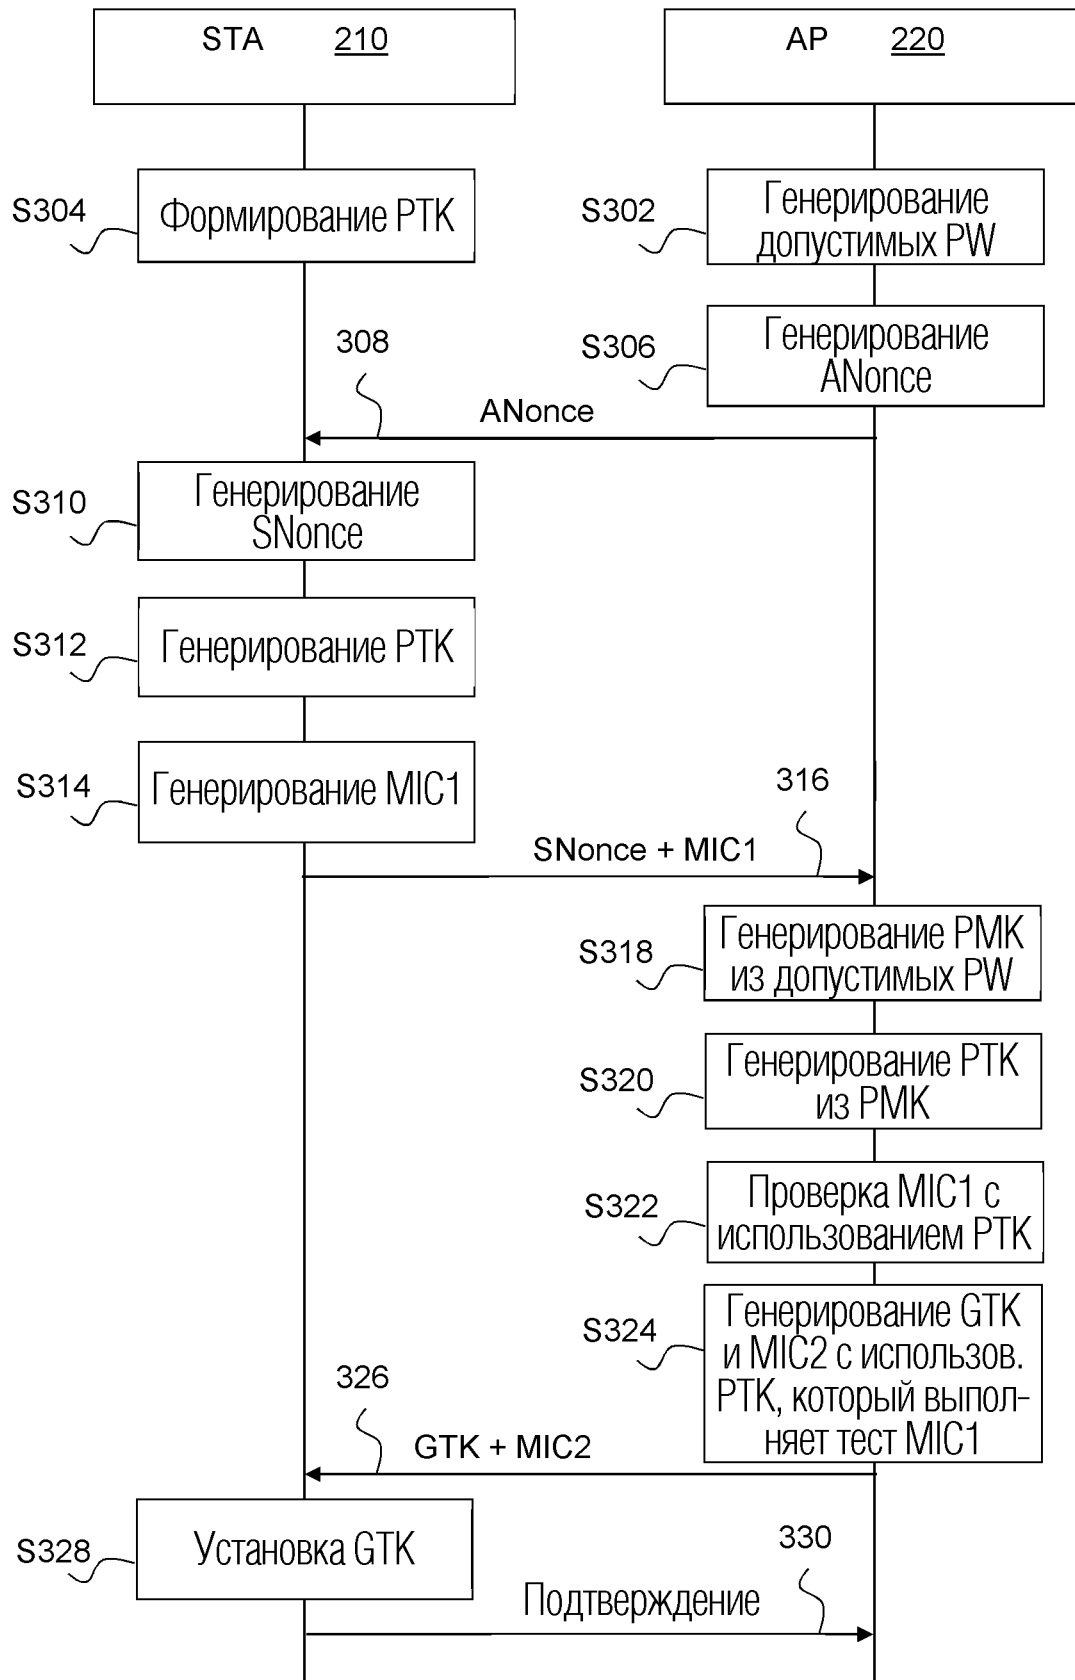 STA 210
AP 220
S304
Формирование PTK
S302
Генерирование
допустимых PW
S306
Генерирование
ANonce
308
ANonce
S310
Генерирование
SNonce
S312
Генерирование PTK
S314
Генерирование MIC1
316
SNonce + MIC1
S318
Генерирование PMK
из допустимых PW
S320
Генерирование PTK
из PMK
S322
Проверка MIC1 с
использованием PTK
S324
Генерирование GTK
и MIC2 с использов.
PTK, который выпол-
няет тест MIC1
326
GTK + MIC2
S328
Установка GTK
330
Подтверждение